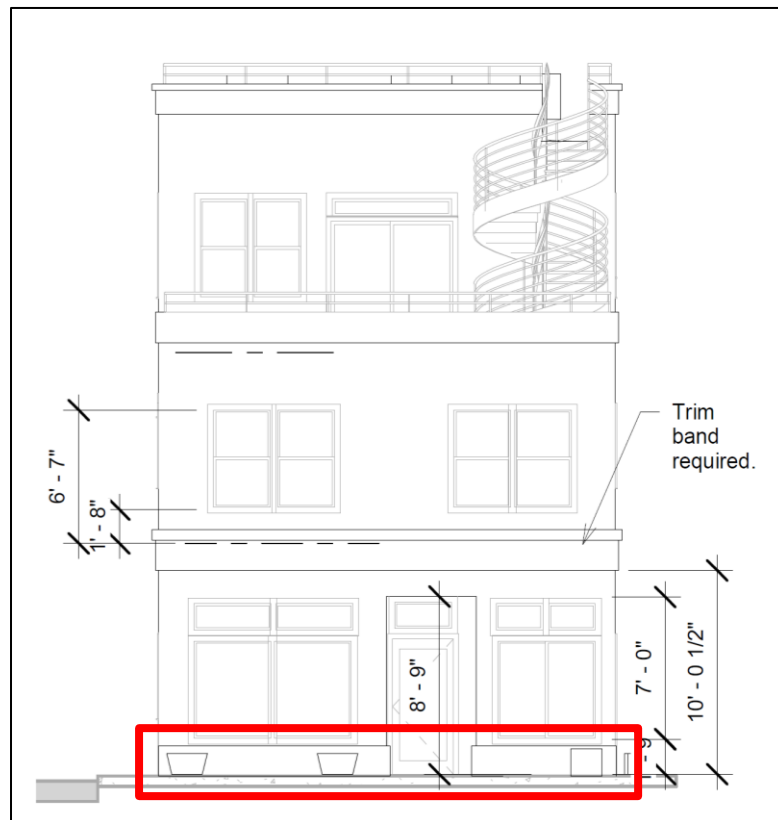 Trim
band
required.
6' - 7"
1' - 8"
8' - 9"
7' - 0"
10' - 0 1/2"